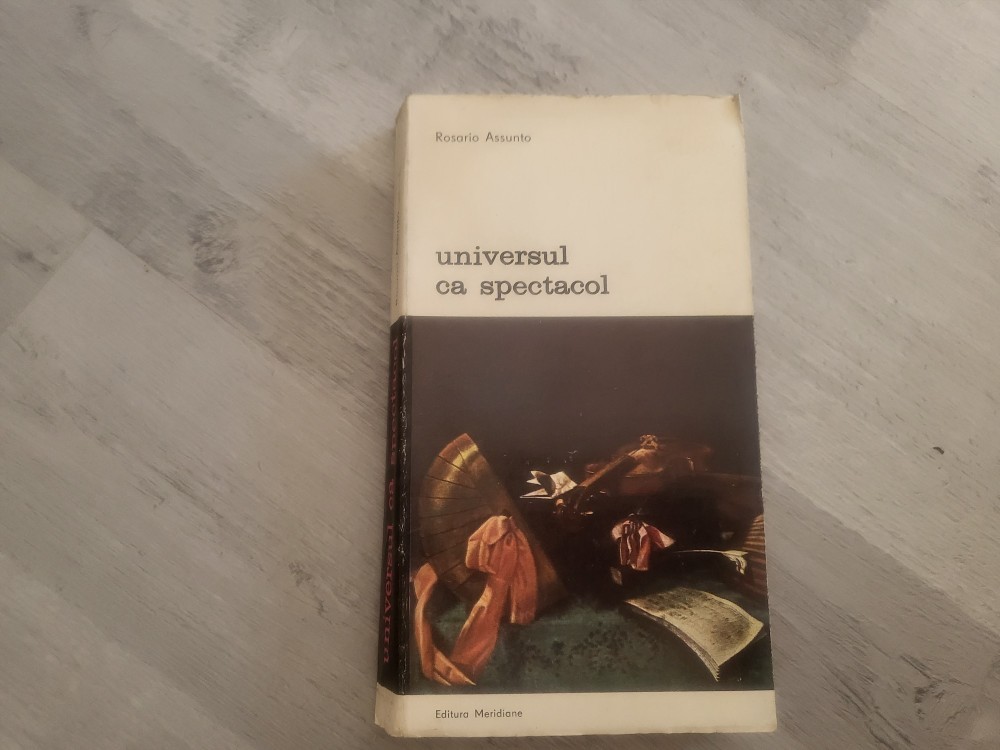 Rosario Assunto
universul
ca spectacol
universul ca spectacol
Editura Meridiane